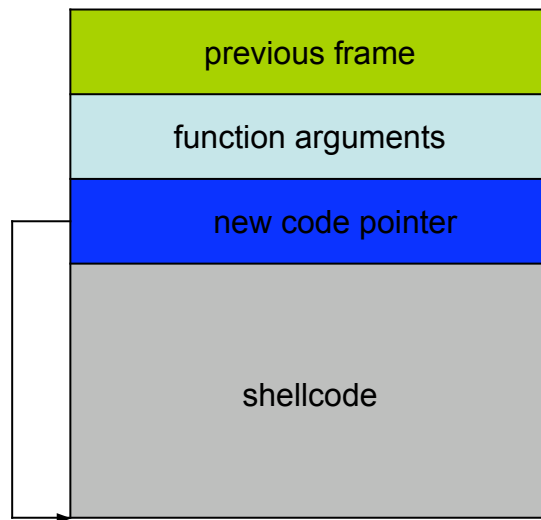 previous frame
function arguments
new code pointer
shellcode